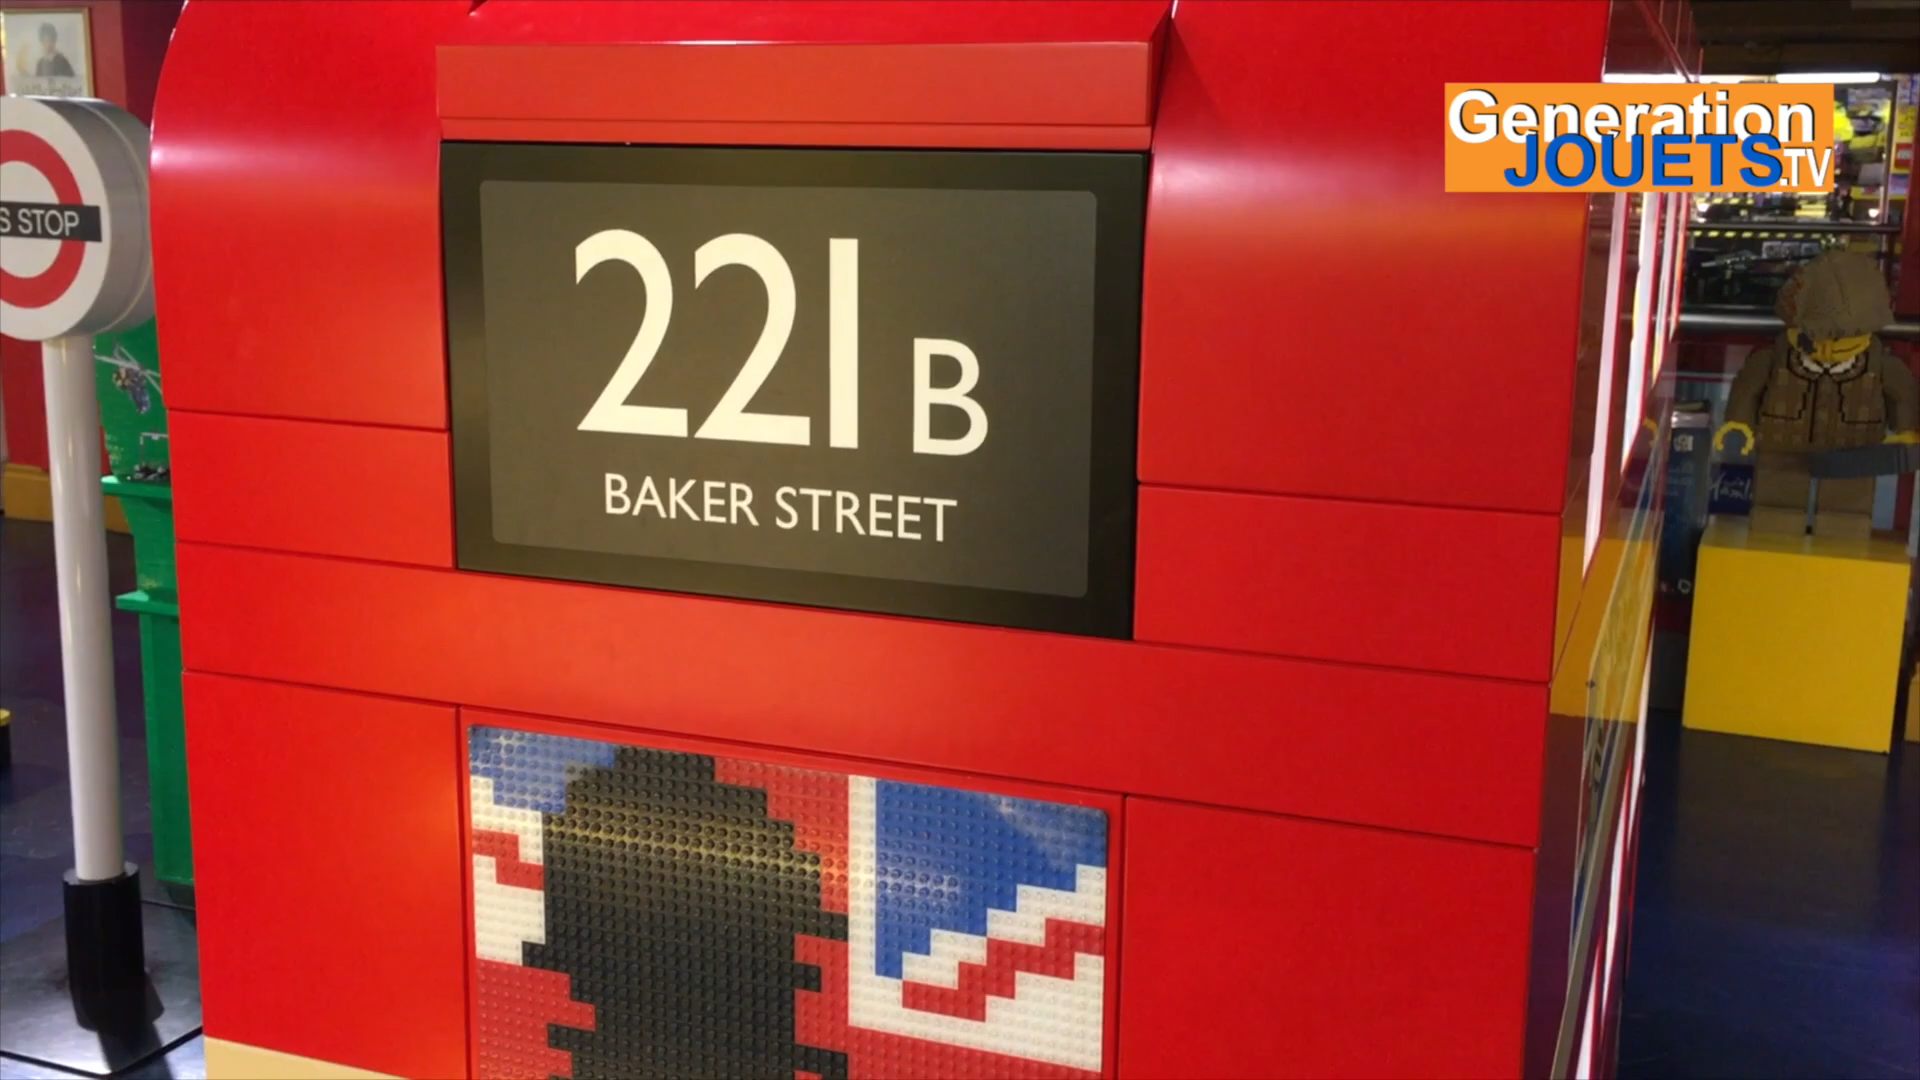 Generation
JOUETS.TV
S STOP
221 B
BAKER STREET